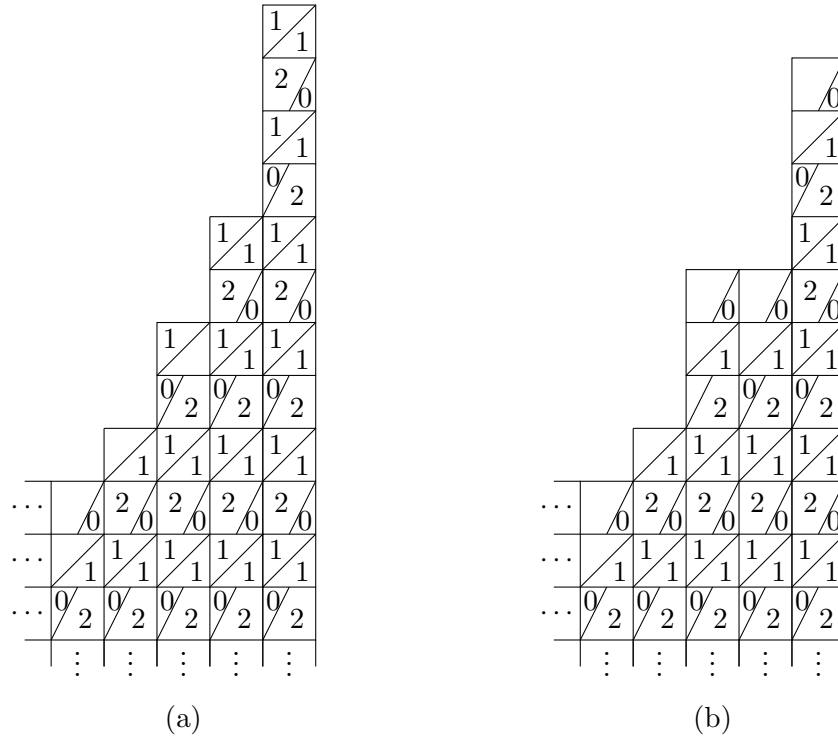 1 1
2 0 0
1 1 1
0 2 0 2
1 1 1 1 1 1
2 0 2 0 0 0 2 0
1 1 1 1 1 1 1 1 1
0 2 0 2 0 2 2 0 2 0 2
1 1 1 1 1 1 1 1 1 1 1 1 1 1
… 0 2 0 2 0 2 0 2 0 … 0 2 0 2 0 2 0 2 0
… 1 1 1 1 1 1 1 1 1 … 1 1 1 1 1 1 1 1 1
… 0 2 0 2 0 2 0 2 0 2 … 0 2 0 2 0 2 0 2 0 2
⋮ ⋮ ⋮ ⋮ ⋮ ⋮ ⋮ ⋮ ⋮ ⋮
(a) (b)